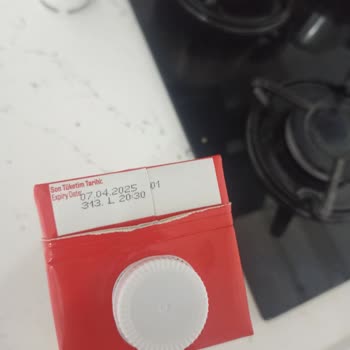 Son Tüketim Tarihi:
Expiry Date: 07.04.2025 01
313. L 20:30